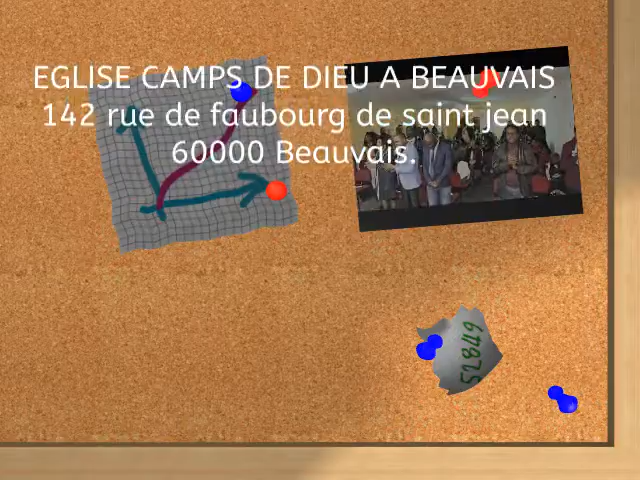 EGLISE CAMPS DE DIEU A BEAUVAIS
142 rue de faubourg de saint jean
60000 Beauvais.
52849